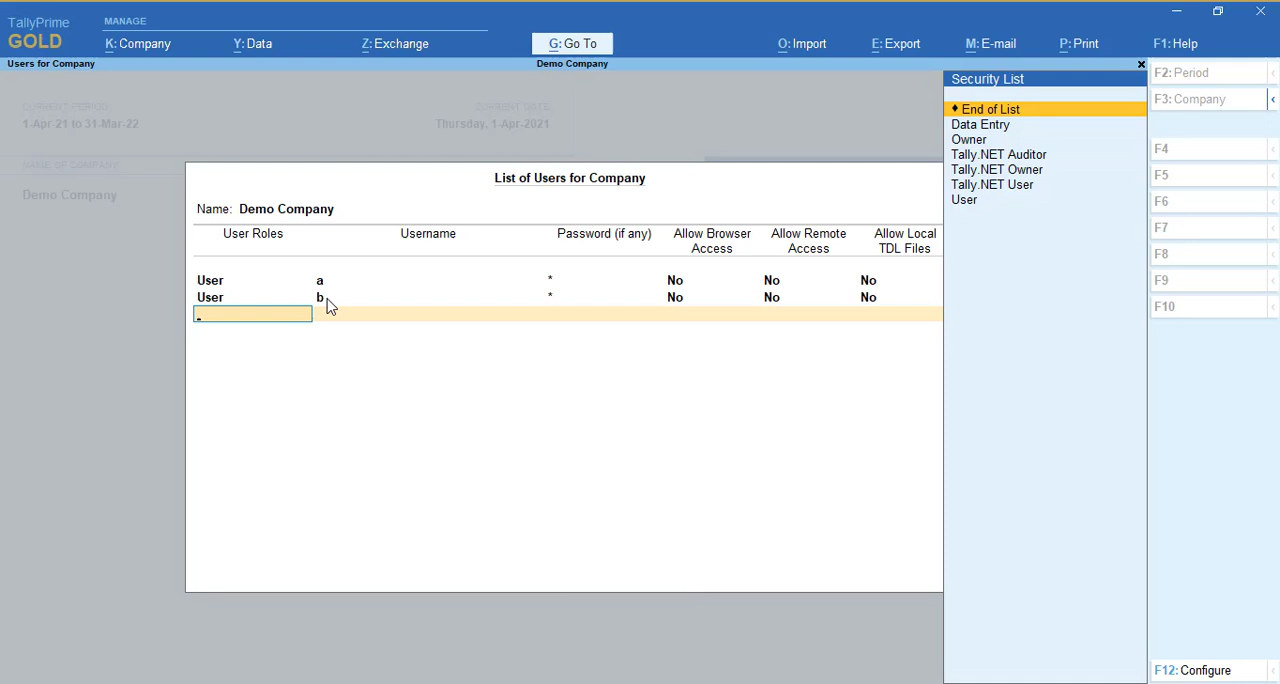 TallyPrime
GOLD
MANAGE
K: Company
Y: Data
Z: Exchange
G: Go To
O: Import
E: Export
M: E-mail
P: Print
F1: Help
Users for Company
Demo Company
CURRENT PERIOD
1-Apr-21 to 31-Mar-22
CURRENT DATE
Thursday, 1-Apr-2021
NAME OF COMPANY
Demo Company
List of Users for Company
Name: Demo Company
User Roles Username Password (if any) Allow Browser Access Allow Remote Access Allow Local TDL Files
User a * No No No
User b * No No No
Security List
♦ End of List
Data Entry
Owner
Tally.NET Auditor
Tally.NET Owner
Tally.NET User
User
F2: Period
F3: Company
F4
F5
F6
F7
F8
F9
F10
F12: Configure